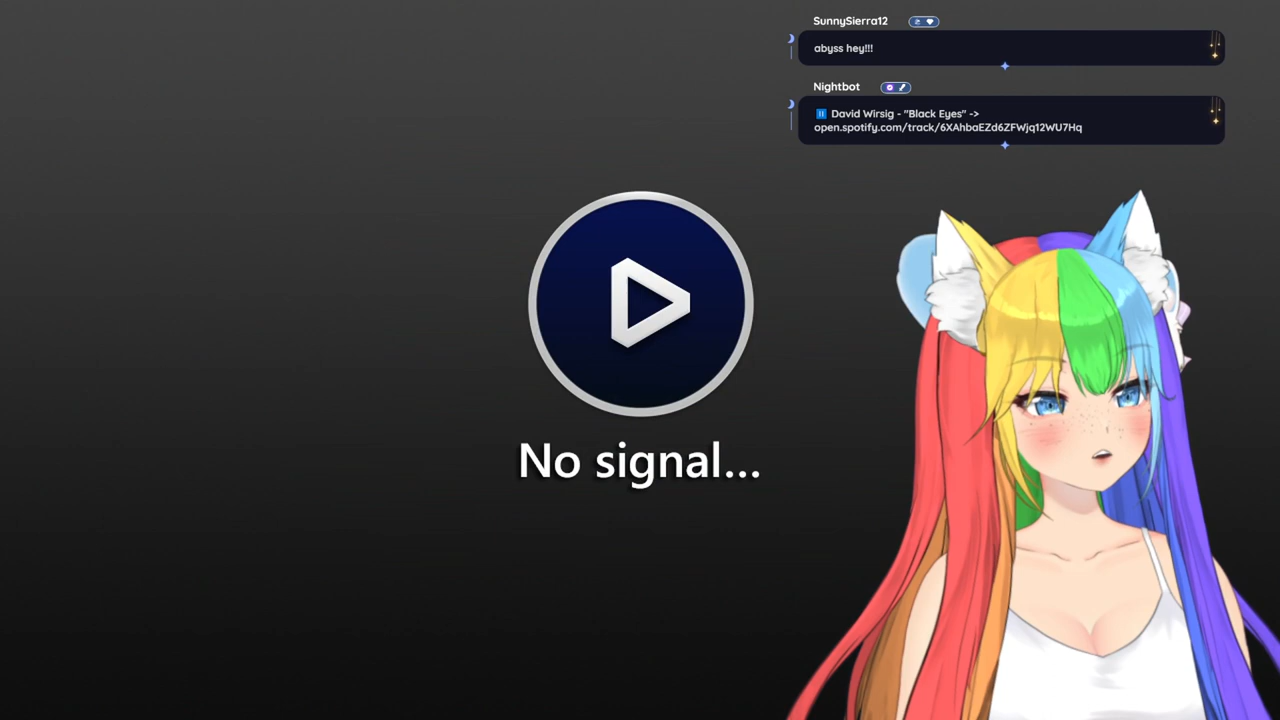 SunnySierra12
abyss hey!!!
Nightbot
David Wirsig - "Black Eyes" ->
open.spotify.com/track/6XAhbaEZd6ZFWjq12WU7Hq
No signal...